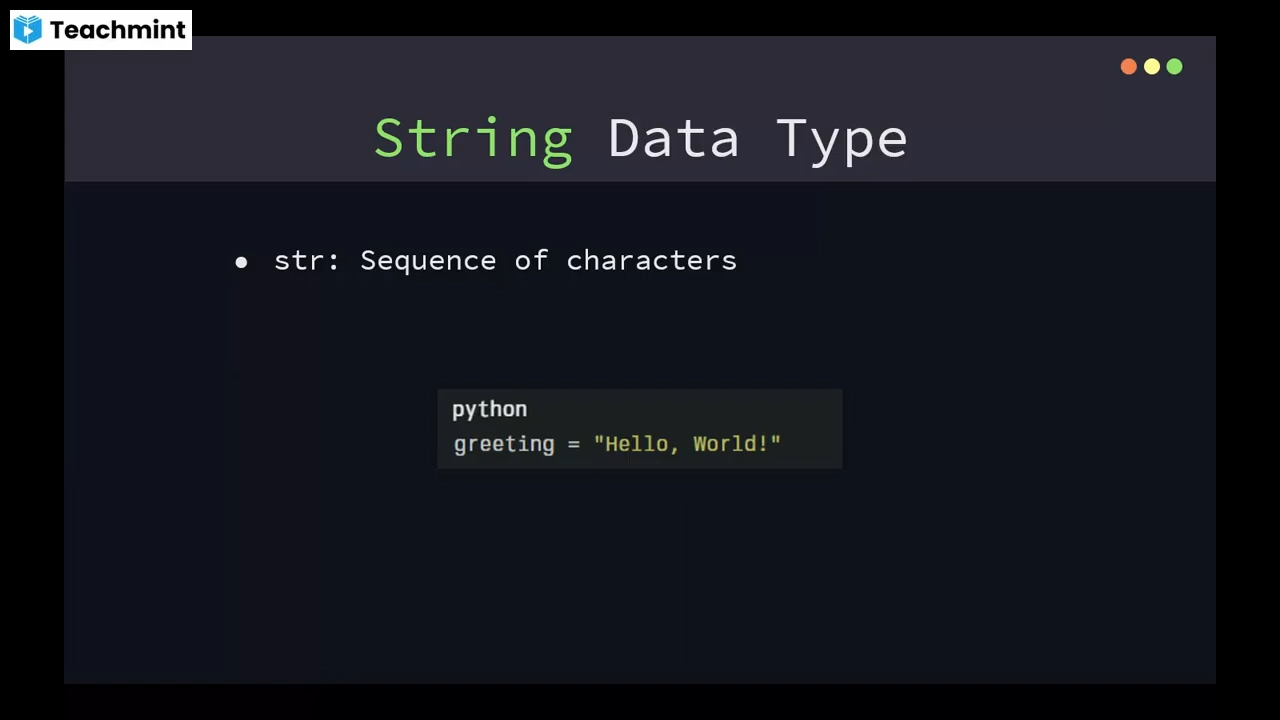 Teachmint
String Data Type
• str: Sequence of characters
python
greeting = "Hello, World!"